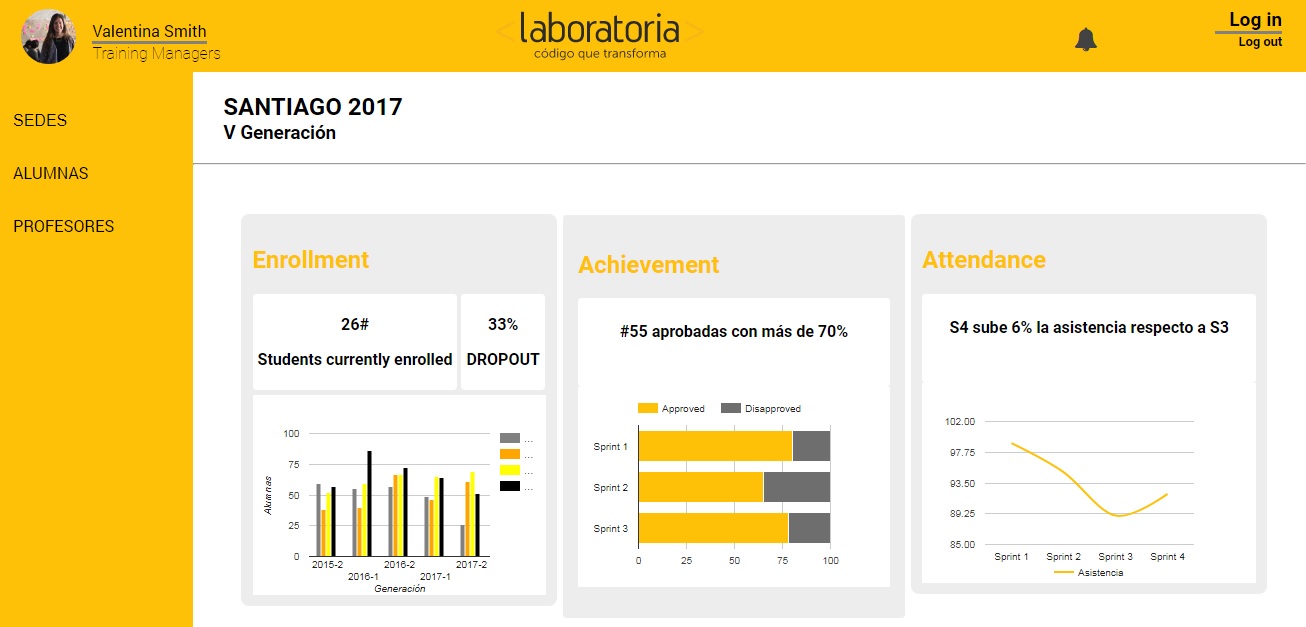 Valentina Smith
Training Managers
laboratoria
código que transforma
Log in
Log out
SEDES
ALUMNAS
PROFESORES
SANTIAGO 2017
V Generación
Enrollment
26#
Students currently enrolled
33%
DROPOUT
100
75
50
25
0
Alumnas
...
...
...
...
2015-2
2016-1
2016-2
2017-1
2017-2
Generación
Achievement
#55 aprobadas con más de 70%
Approved
Disapproved
Sprint 1
Sprint 2
Sprint 3
0 25 50 75 100
Attendance
S4 sube 6% la asistencia respecto a S3
102.00
97.75
93.50
89.25
85.00
Sprint 1 Sprint 2 Sprint 3 Sprint 4
Asistencia